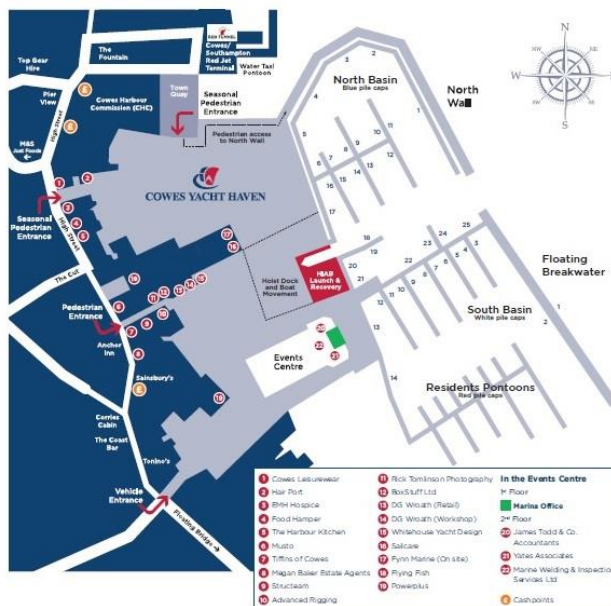 RED FUNNEL
Cowes/
Southampton
Red Jet
Terminal
Water Taxi
Pontoon
The
Fountain
Top Gear
Hire
Pier
View
High Street
£
£
Cowes Harbour
Commission (CHC)
Town
Quay
Seasonal
Pedestrian
Entrance
Pedestrian access
to North Wall
M&S
Just Foods
North Basin
Blue pile caps
North
Wall
N
NE
E
SE
S
SW
W
NW
COWES YACHT HAVEN
Seasonal
Pedestrian
Entrance
High Street
The Cut
Pedestrian
Entrance
Anchor
Inn
Sainsbury's
£
Corries
Cabin
The Coast
Bar
Tonino's
Vehicle
Entrance
Floating Bridge
Hoist Dock
and Boat
Movement
HIAB
Launch &
Recovery
Events
Centre
Floating
Breakwater
South Basin
White pile caps
Residents Pontoons
Red pile caps
1 Cowes Leisurewear
2 Hair Port
3 EMH Hospice
4 Food Hamper
5 The Harbour Kitchen
6 Musto
7 Tiffins of Cowes
8 Megan Baker Estate Agents
9 Structeam
10 Advanced Rigging
11 Rick Tomlinson Photography
12 BoxStuff Ltd
13 DG Wroath (Retail)
14 DG Wroath (Workshop)
15 Whitehouse Yacht Design
16 Sailcare
17 Fynn Marine (On site)
18 Flying Fish
19 Powerplus
In the Events Centre
1st Floor
Marina Office
2nd Floor
20 James Todd & Co.
Accountants
21 Yates Associates
22 Marine Welding & Inspection
Services Ltd
£ Cashpoints